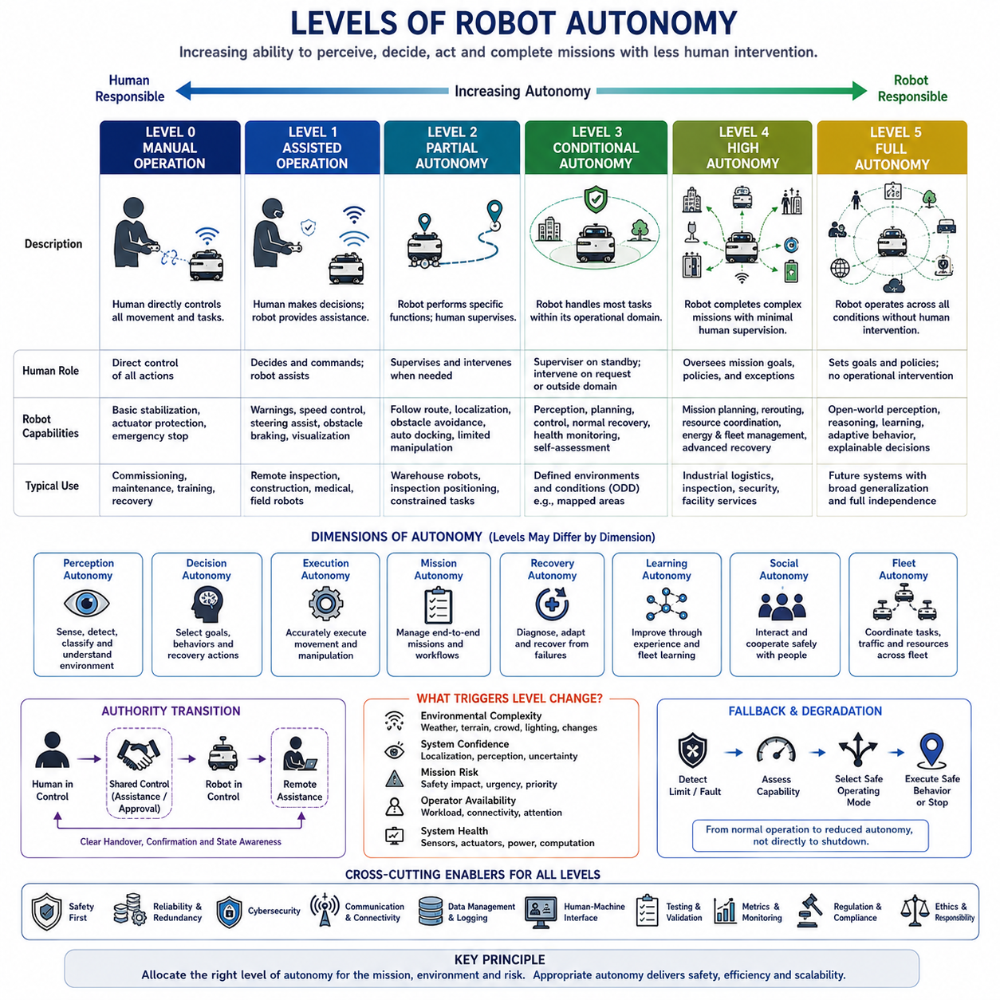 LEVELS OF ROBOT AUTONOMY
Increasing ability to perceive, decide, act and complete missions with less human intervention.
Human
Responsible
Increasing Autonomy
Robot
Responsible
LEVEL 0
MANUAL
OPERATION
LEVEL 1
ASSISTED
OPERATION
LEVEL 2
PARTIAL
AUTONOMY
LEVEL 3
CONDITIONAL
AUTONOMY
LEVEL 4
HIGH
AUTONOMY
LEVEL 5
FULL
AUTONOMY
Description
Human directly controls
all movement and tasks.
Human makes decisions;
robot provides assistance.
Robot performs specific
functions; human supervises.
Robot handles most tasks
within its operational domain.
Robot completes complex
missions with minimal
human supervision.
Robot operates across all
conditions without human
intervention.
Human Role
Direct control
of all actions
Decides and commands;
robot assists
Supervises and intervenes
when needed
Superviser on standby;
intervene on request
or outside domain
Oversees mission goals,
policies, and exceptions
Sets goals and policies;
no operational intervention
Robot
Capabilities
Basic stabilization,
actuator protection,
emergency stop
Warnings, speed control,
steering assist, obstacle
braking, visualization
Follow route, localization,
obstacle avoidance,
auto docking, limited
manipulation
Perception, planning,
control, normal recovery,
health monitoring,
self-assessment
Mission planning, rerouting,
resource coordination,
energy & fleet management,
advanced recovery
Open-world perception,
reasoning, learning,
adaptive behavior,
explainable decisions
Typical Use
Commissioning,
maintenance, training,
recovery
Remote inspection,
construction, medical,
field robots
Warehouse robots,
inspection positioning,
constrained tasks
Defined environments
and conditions (ODD)
e.g., mapped areas
Industrial logistics,
inspection, security,
facility services
Future systems with
broad generalization
and full independence
DIMENSIONS OF AUTONOMY (Levels May Differ by Dimension)
Perception
Autonomy
Sense, detect,
classify and
understand
environment
Decision
Autonomy
Select goals,
behaviors and
recovery actions
Execution
Autonomy
Accurately execute
movement and
manipulation
Mission
Autonomy
Manage end-to-end
missions and
workflows
Recovery
Autonomy
Diagnose, adapt
and recover from
failures
Learning
Autonomy
Improve through
experience and
fleet learning
Social
Autonomy
Interact and
cooperate safely
with people
Fleet
Autonomy
Coordinate tasks,
traffic and resources
across fleet
AUTHORITY TRANSITION
Human in
Control
Shared Control
(Assistance /
Approval)
Robot in
Control
Remote
Assistance
Clear Handover, Confirmation and State Awareness
WHAT TRIGGERS LEVEL CHANGE?
Environmental Complexity
Weather, terrain, crowd, lighting, changes
System Confidence
Localization, perception, uncertainty
Mission Risk
Safety impact, urgency, priority
Operator Availability
Workload, connectivity, attention
System Health
Sensors, actuators, power, computation
FALLBACK & DEGRADATION
Detect
Limit / Fault
Assess
Capability
Select Safe
Operating
Mode
Execute Safe
Behavior
or Stop
From normal operation to reduced autonomy,
not directly to shutdown.
CROSS-CUTTING ENABLERS FOR ALL LEVELS
Safety
First
Reliability &
Redundancy
Cybersecurity
Communication
& Connectivity
Data Management
& Logging
Human-Machine
Interface
Testing &
Validation
Metrics &
Monitoring
Regulation &
Compliance
Ethics &
Responsibility
KEY PRINCIPLE
Allocate the right level of autonomy for the mission, environment and risk. Appropriate autonomy delivers safety, efficiency and scalability.